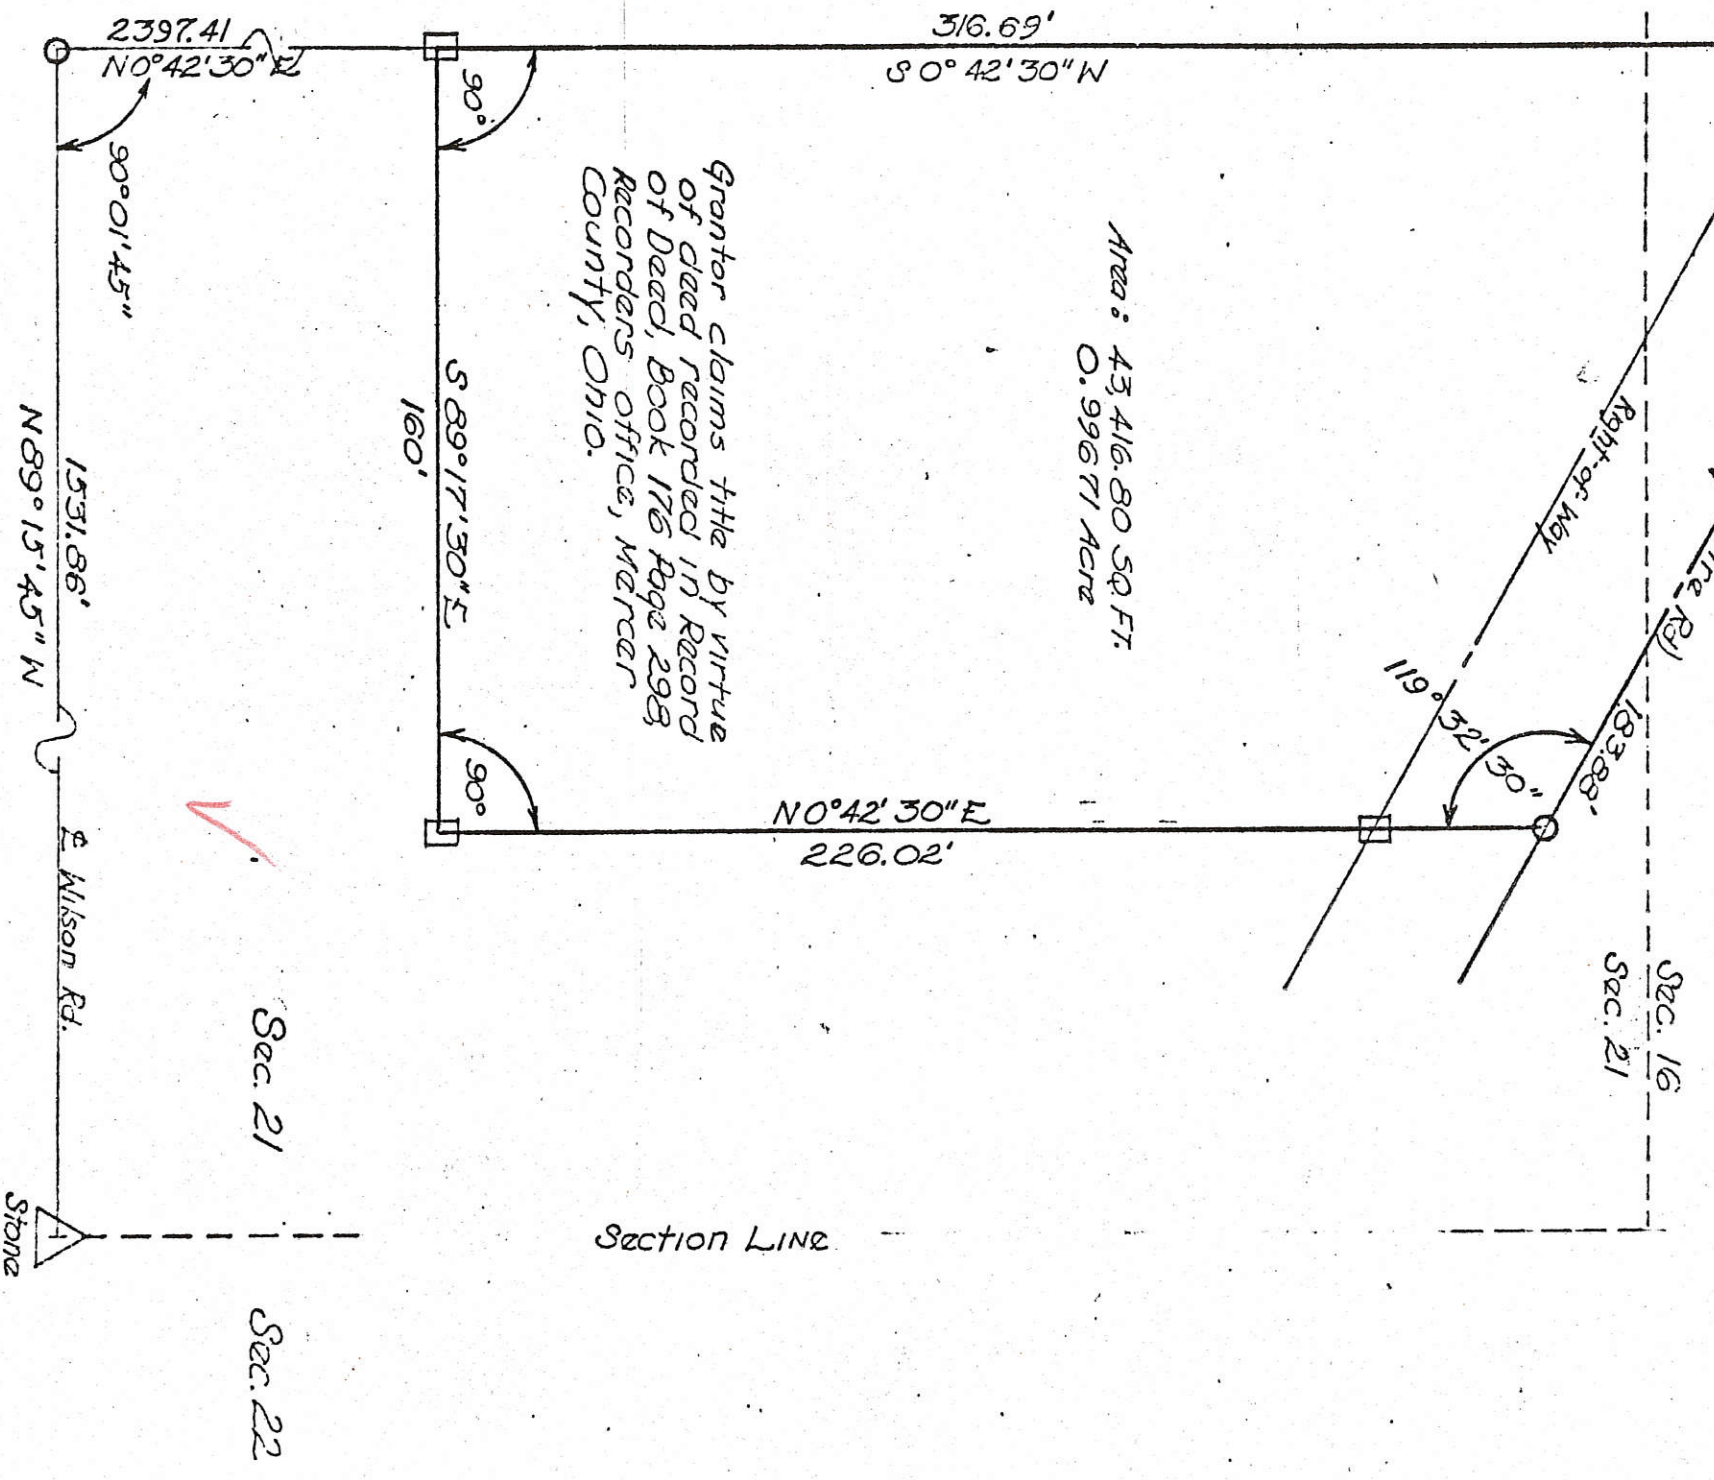 2397.41
N0°42'30"E
316.69'
S0°42'30"W
90°
90°01'45"
Grantor claims title by virtue
of deed recorded in Record
of Deed, Book 176 Page 298,
Recorders office, Mercer
County, Ohio.
Area: 43,416.80 SQ.FT.
0.99671 Acre
Right-of-Way
Rd)
183.88'
119°32'30"
S89°17'30"E
160'
90°
N0°42'30"E
226.02'
1531.86'
N89°15'45"W
℄ Wilson Rd.
Sec. 16
Sec. 21
Sec. 21
Section LINE
Sec. 22
Stone